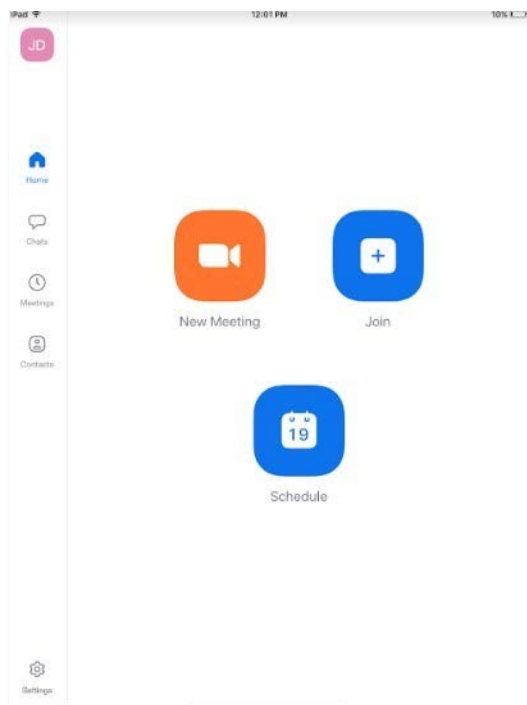 iPad 12:01 PM 10%
JD
Home
Chats
Meetings
Contacts
New Meeting Join
19
Schedule
Settings